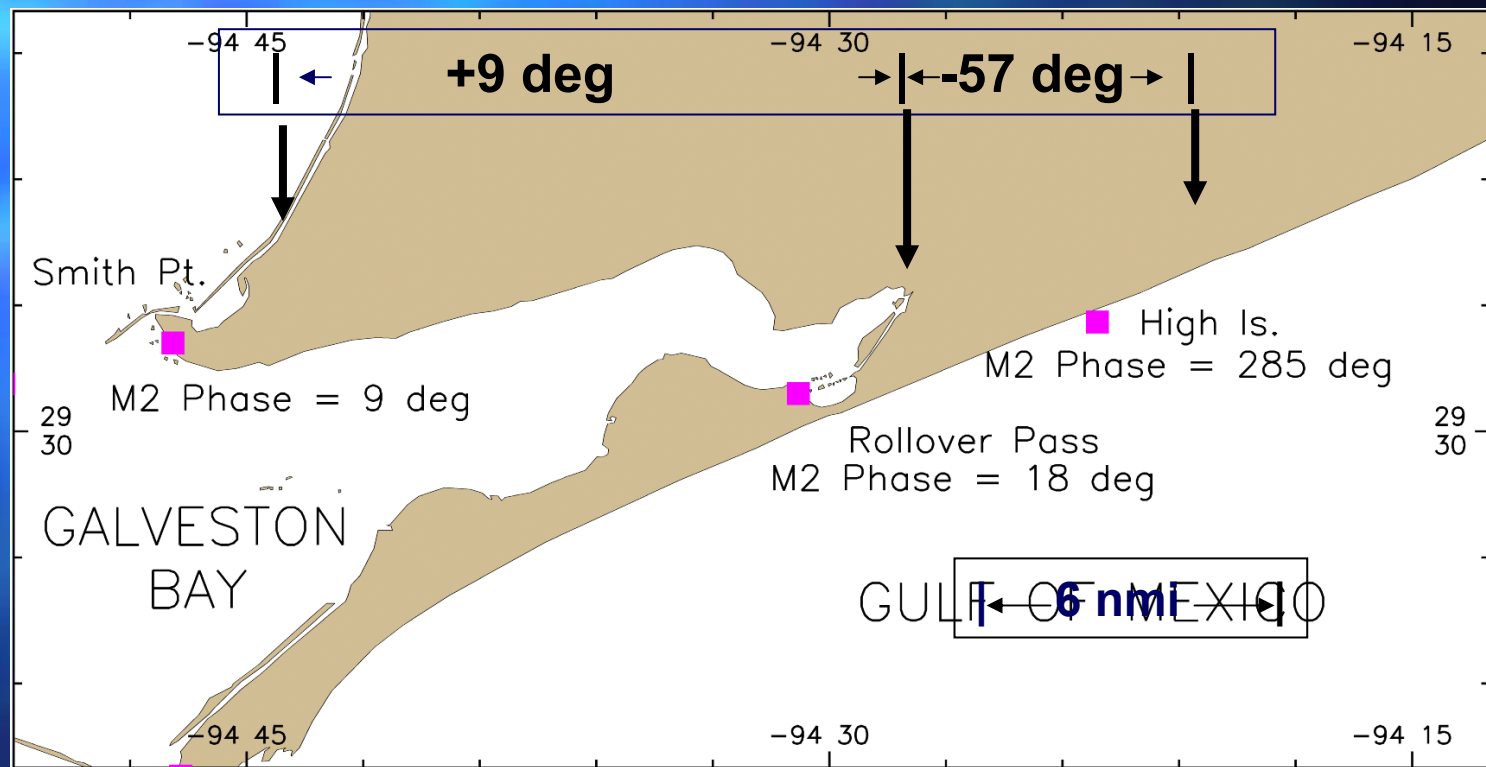 -94 45
-94 30
-94 15
+9 deg
-57 deg
Smith Pt.
M2 Phase = 9 deg
High Is.
M2 Phase = 285 deg
29
30
29
30
Rollover Pass
M2 Phase = 18 deg
GALVESTON
BAY
GULF OF MEXICO
6 nmi
-94 45
-94 30
-94 15